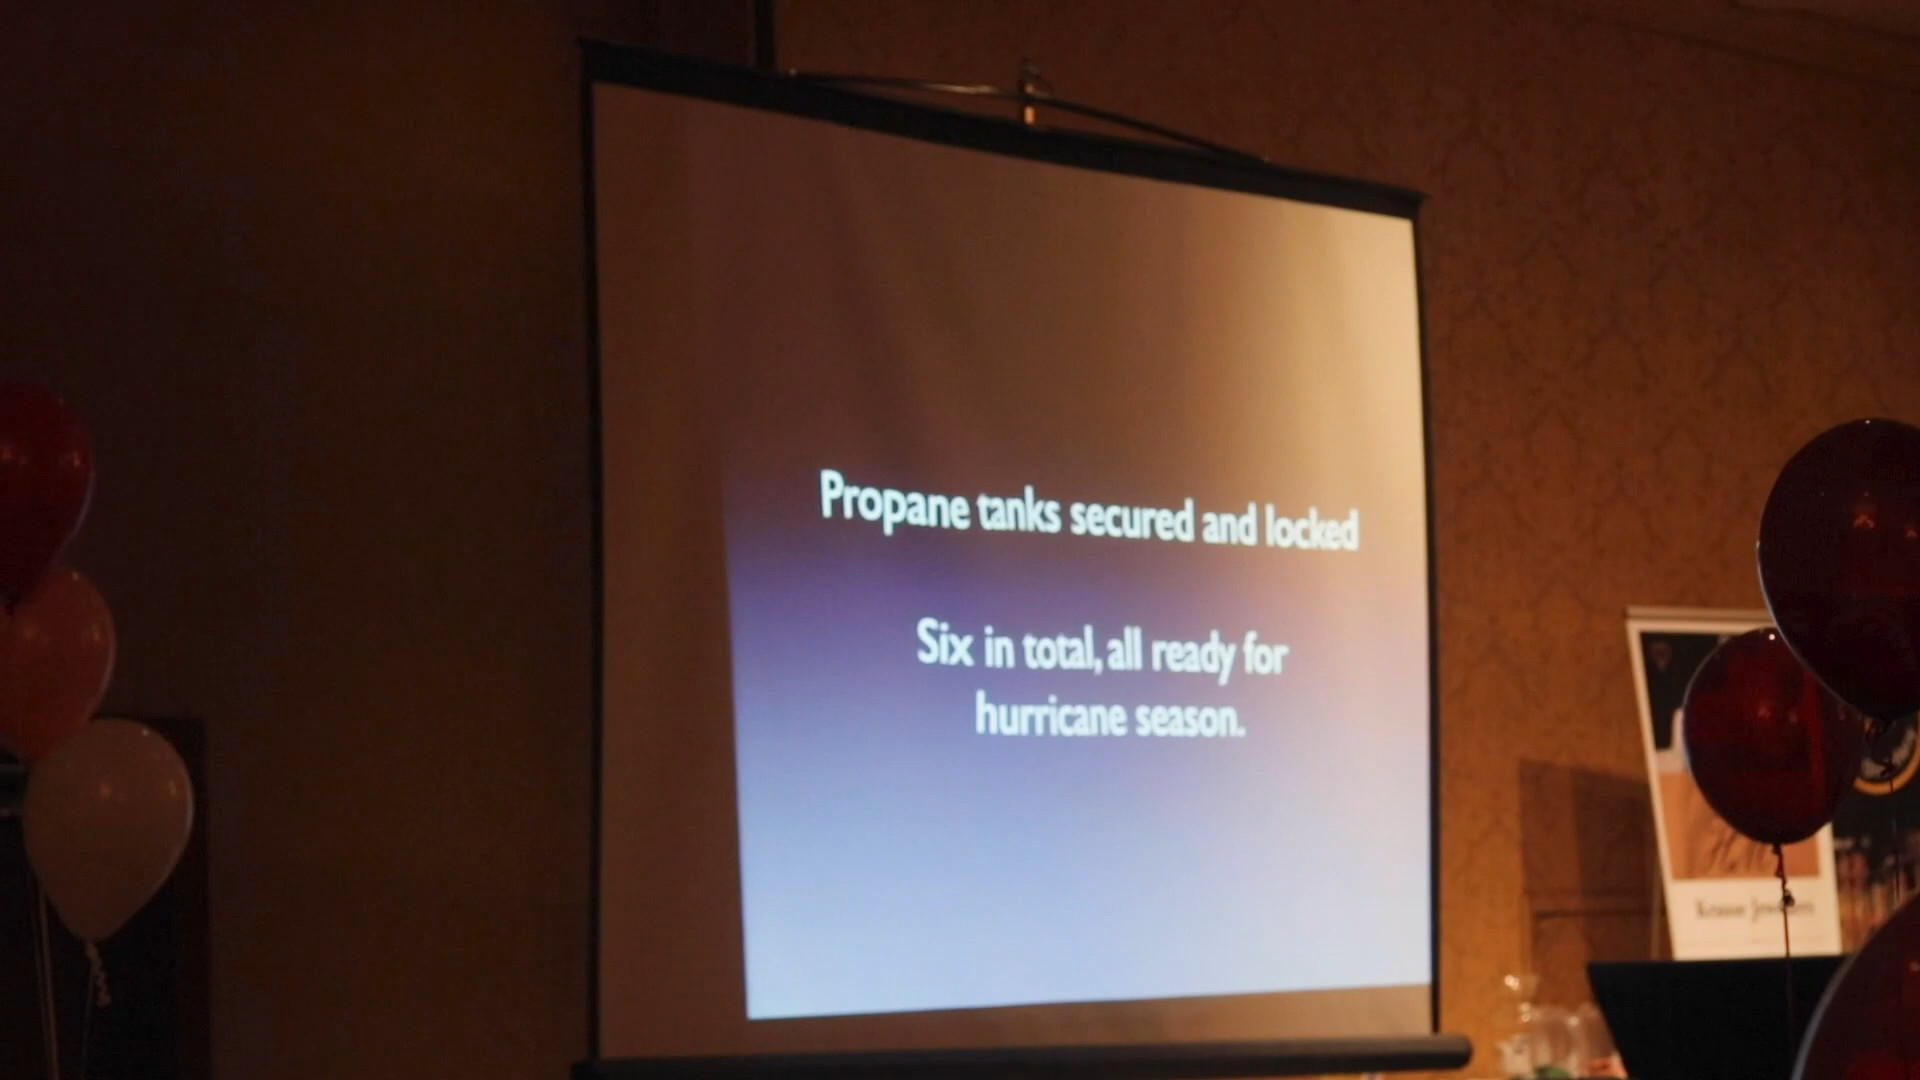 Propane tanks secured and locked
Six in total, all ready for
hurricane season.